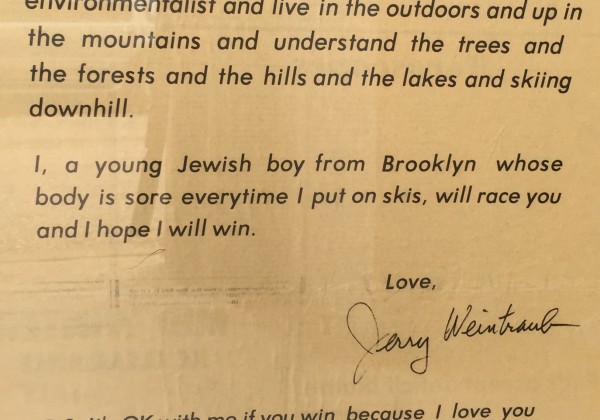 environmentalist and live in the outdoors and up in
the mountains and understand the trees and
the forests and the hills and the lakes and skiing
downhill.
I, a young Jewish boy from Brooklyn whose
body is sore everytime I put on skis, will race you
and I hope I will win.
Love,
Jerry Weintraub
OK with me if you win because I love you